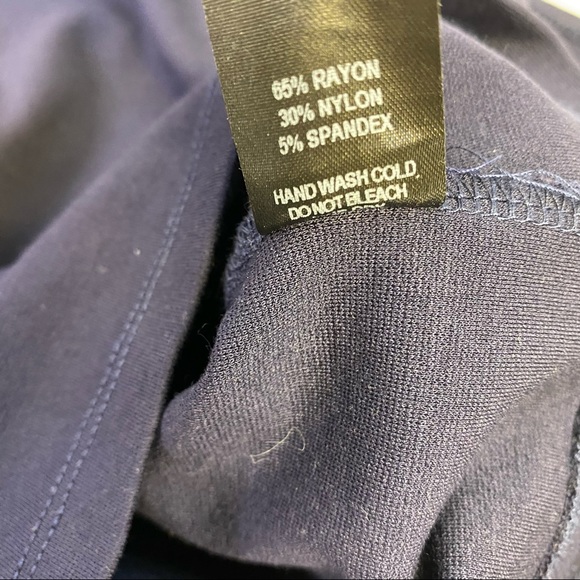 65% RAYON
30% NYLON
5% SPANDEX
HAND WASH COLD,
DO NOT BLEACH